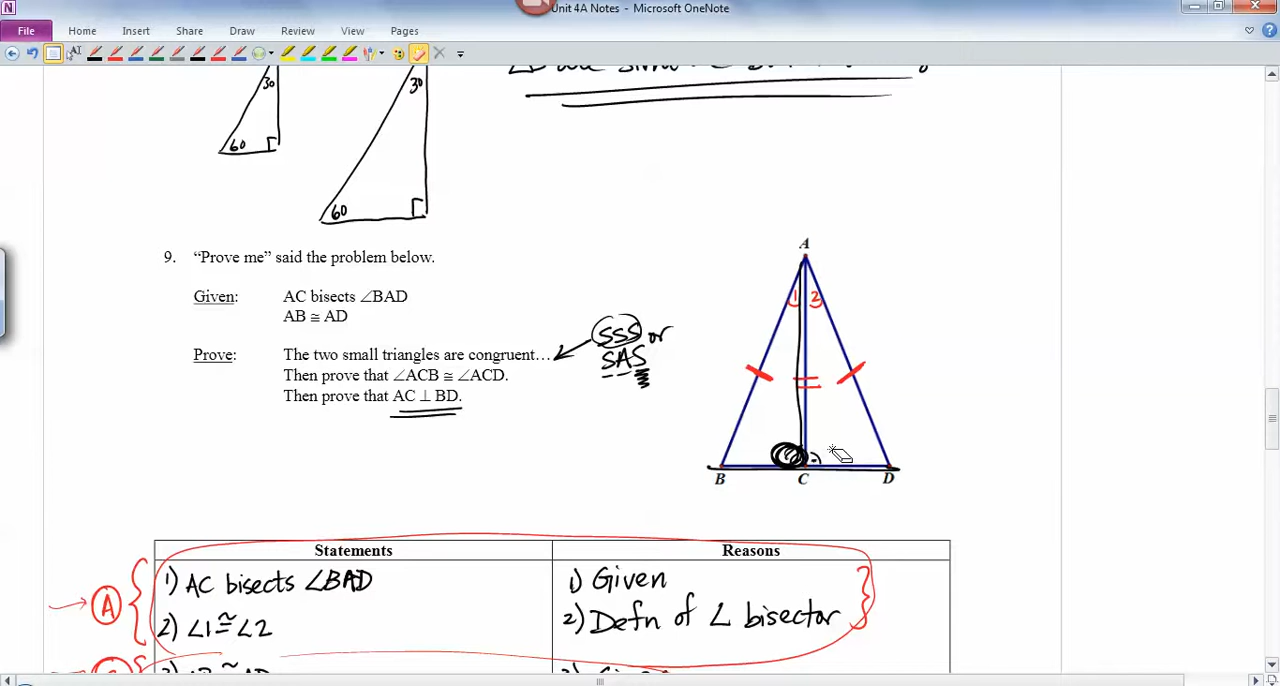 Unit 4A Notes - Microsoft OneNote
File Home Insert Share Draw Review View Pages
30
30
60
60
9. “Prove me” said the problem below.
Given: AC bisects ∠BAD
AB ≅ AD
Prove: The two small triangles are congruent…
Then prove that ∠ACB ≅ ∠ACD.
Then prove that AC ⊥ BD.
SSS or
SAS
A
1 2
B C D
Statements Reasons
A
1) AC bisects ∠BAD 1) Given
2) ∠1 ≅ ∠2 2) Defn of ∠ bisector